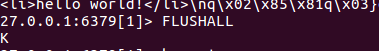 <li>hello world!</li>\nq\x02\x85\x81q\x03}
27.0.0.1:6379[1]> FLUSHALL
K